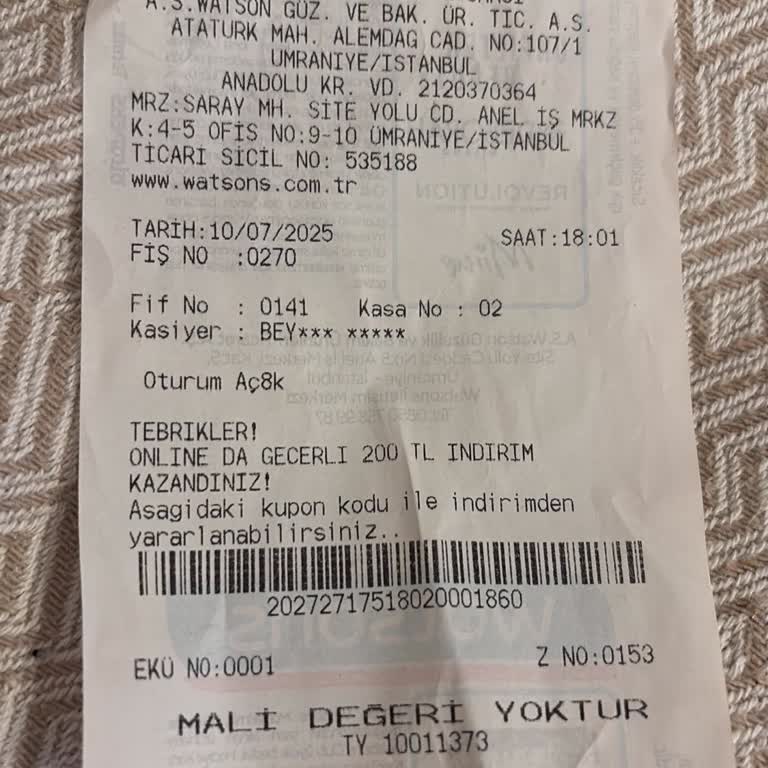 A.S.WATSON GÜZ. VE BAK. ÜR. TİC. A.S.
ATATURK MAH. ALEMDAG CAD. NO:107/1
UMRANIYE/ISTANBUL
ANADOLU KR. VD. 2120370364
MRZ:SARAY MH. SİTE YOLU CD. ANEL İŞ MRKZ
K:4-5 OFİS NO:9-10 ÜMRANİYE/İSTANBUL
TİCARİ SİCİL NO: 535188
www.watsons.com.tr
TARİH:10/07/2025 SAAT:18:01
FİŞ NO :0270
Fif No : 0141 Kasa No : 02
Kasiyer : BEY*** *****
Oturum Aç8k
TEBRIKLER!
ONLINE DA GECERLI 200 TL INDIRIM
KAZANDINIZ!
Asagidaki kupon kodu ile indirimden
yararlanabilirsiniz..
20272717518020001860
EKÜ NO:0001 Z NO:0153
MALİ DEĞERİ YOKTUR
TY 10011373